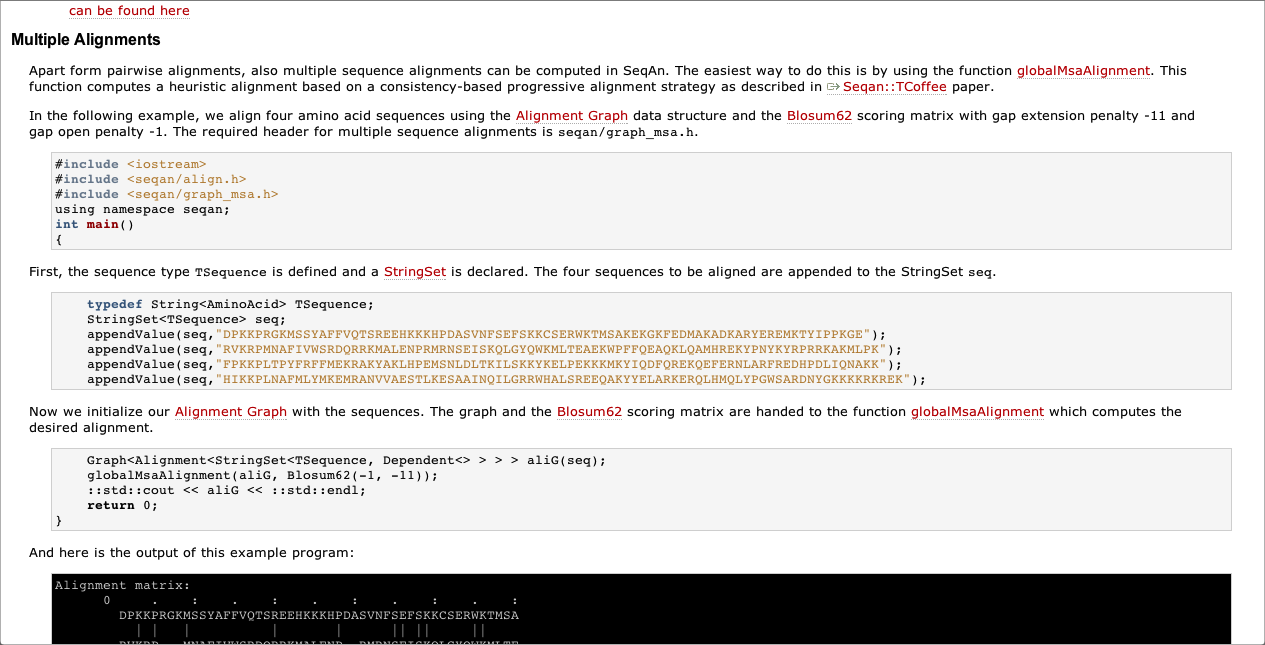 can be found here
Multiple Alignments
Apart form pairwise alignments, also multiple sequence alignments can be computed in SeqAn. The easiest way to do this is by using the function globalMsaAlignment. This
function computes a heuristic alignment based on a consistency-based progressive alignment strategy as described in Seqan::TCoffee paper.
In the following example, we align four amino acid sequences using the Alignment Graph data structure and the Blosum62 scoring matrix with gap extension penalty -11 and
gap open penalty -1. The required header for multiple sequence alignments is seqan/graph_msa.h.
#include <iostream>
#include <seqan/align.h>
#include <seqan/graph_msa.h>
using namespace seqan;
int main()
{
First, the sequence type TSequence is defined and a StringSet is declared. The four sequences to be aligned are appended to the StringSet seq.
typedef String<AminoAcid> TSequence;
StringSet<TSequence> seq;
appendValue(seq,"DPKKPRGKMSSYAFFVQTSREEHKKKHPDASVNFSEFSKKCSERWKTMSAKEKGKFEDMAKADKARYEREMKTYIPPKGE");
appendValue(seq,"RVKRPMNAFIVWSRDQRRKMALENPRMRNSEISKQLGYQWKMLTEAEKWPFFQEAQKLQAMHREKYPNYKYRPRRKAKMLPK");
appendValue(seq,"FPKKPLTPYFRFFMEKRAKYAKLHPEMSNLDLTKILSKKYKELPEKKKMKYIQDFQREKQEFERNLARFREDHPDLIQNAKK");
appendValue(seq,"HIKKPLNAFMLYMKEMRANVVAESTLKESAAINQILGRRWHALSREEQAKYYELARKERQLHMQLYPGWSARDNYGKKKKRKREK");
Now we initialize our Alignment Graph with the sequences. The graph and the Blosum62 scoring matrix are handed to the function globalMsaAlignment which computes the
desired alignment.
Graph<Alignment<StringSet<TSequence, Dependent<> > > > aliG(seq);
globalMsaAlignment(aliG, Blosum62(-1, -11));
::std::cout << aliG << ::std::endl;
return 0;
}
And here is the output of this example program:
Alignment matrix:
0 . : . : . : . : . :
DPKKPRGKMSSYAFFVQTSREEHKKKHPDASVNFSEFSKKCSERWKTMSA
| | | | | || || ||